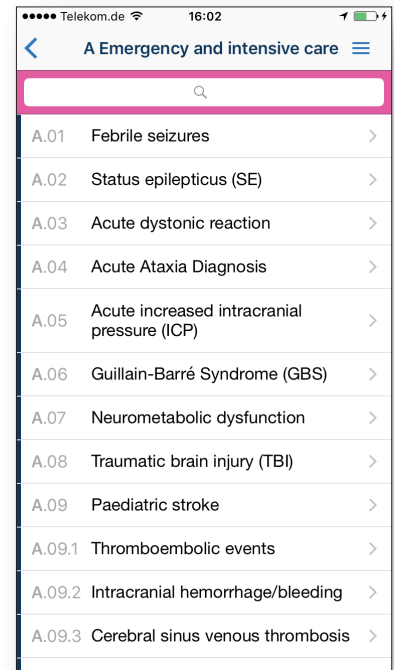 Telekom.de 16:02
A Emergency and intensive care
A.01 Febrile seizures
A.02 Status epilepticus (SE)
A.03 Acute dystonic reaction
A.04 Acute Ataxia Diagnosis
A.05 Acute increased intracranial
pressure (ICP)
A.06 Guillain-Barré Syndrome (GBS)
A.07 Neurometabolic dysfunction
A.08 Traumatic brain injury (TBI)
A.09 Paediatric stroke
A.09.1 Thromboembolic events
A.09.2 Intracranial hemorrhage/bleeding
A.09.3 Cerebral sinus venous thrombosis